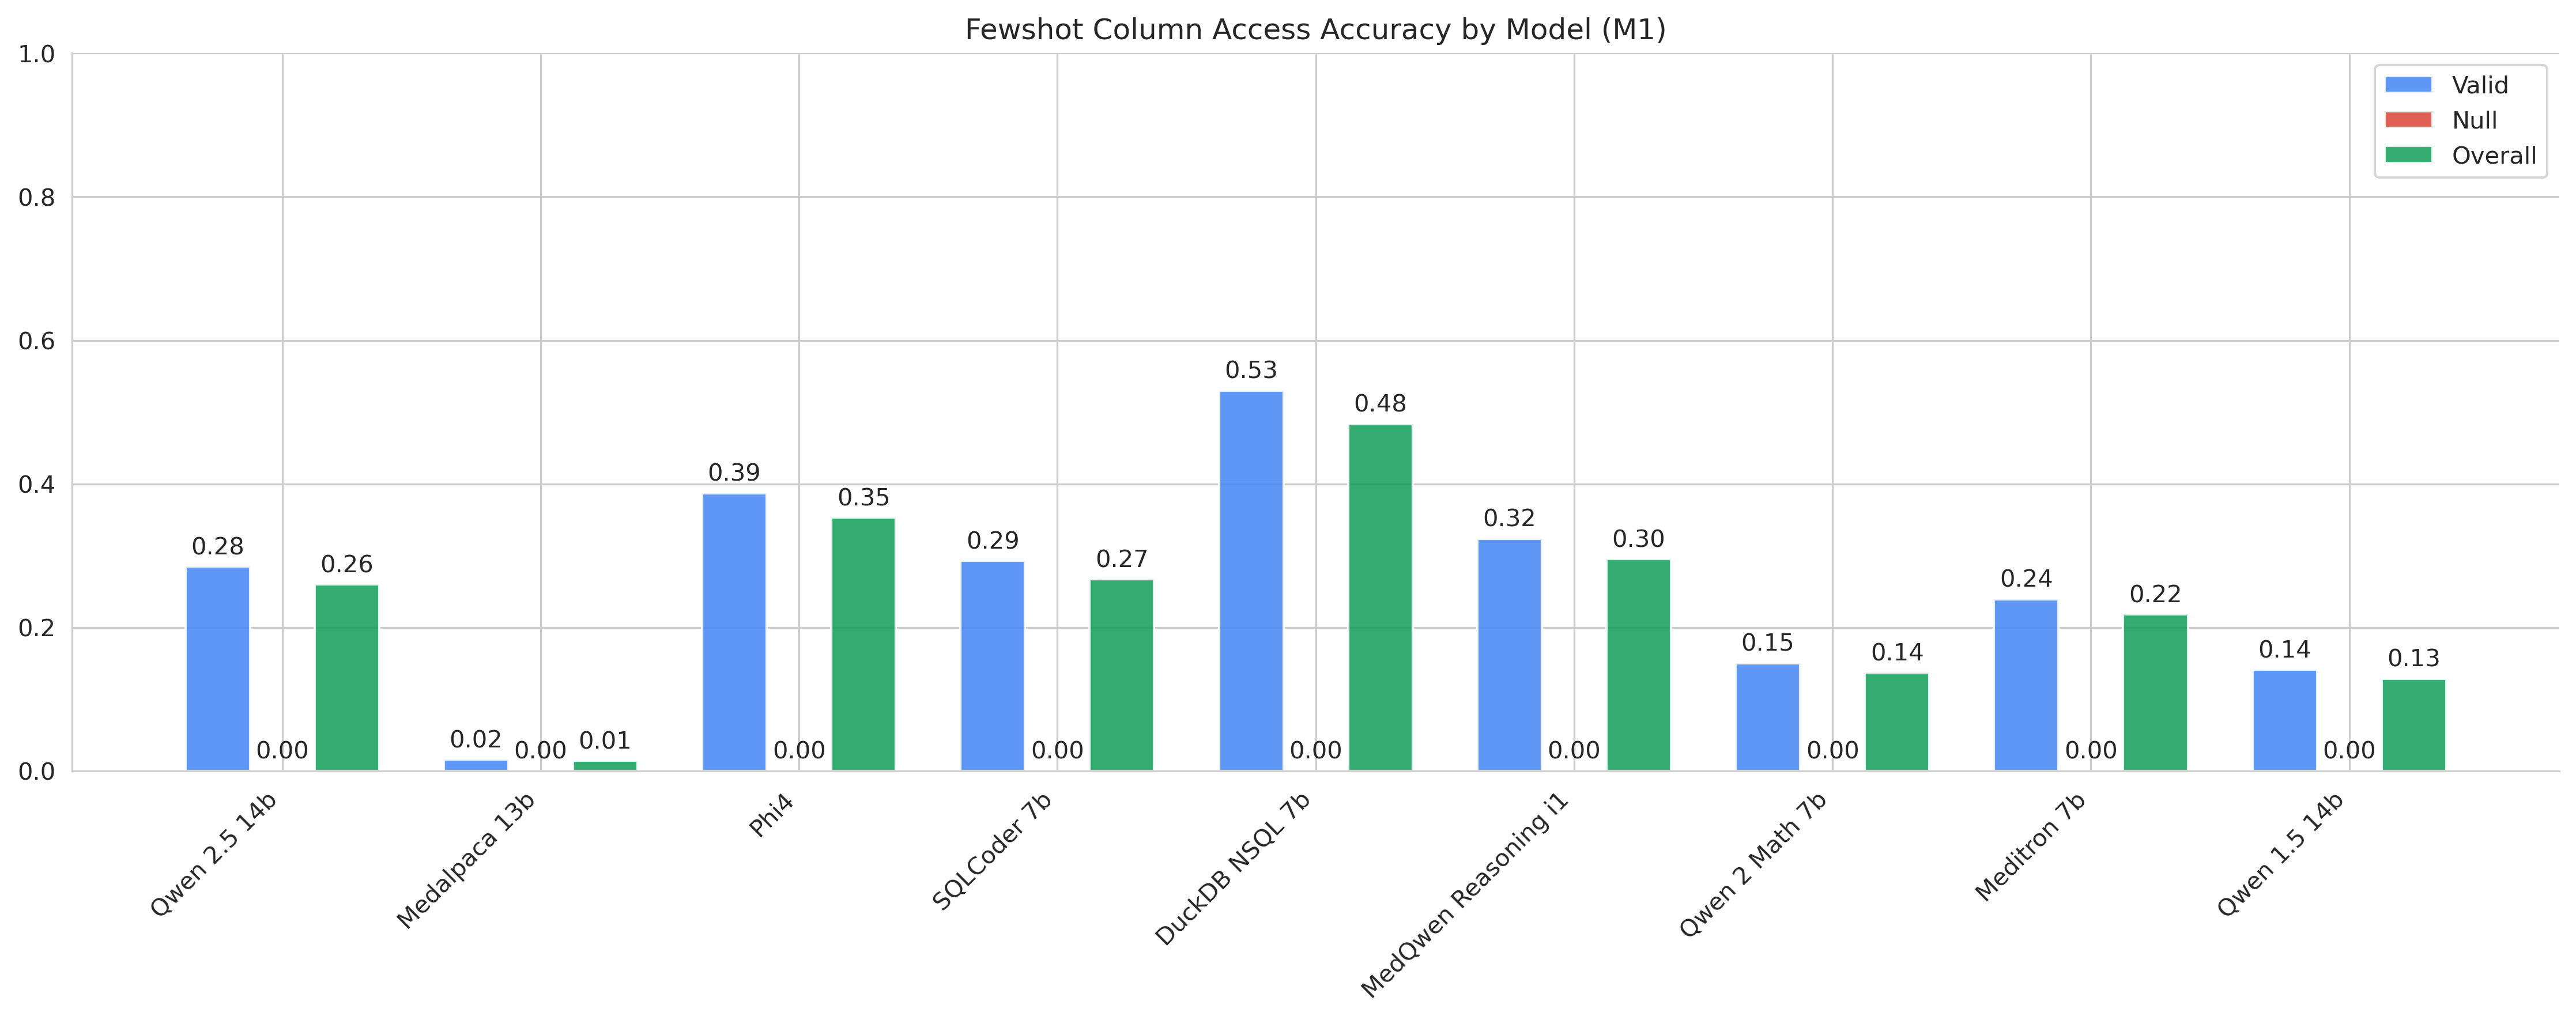 Fewshot Column Access Accuracy by Model (M1)
1.0
0.8
0.6
0.4
0.2
0.0
Valid
Null
Overall
0.28 0.00 0.26
0.02 0.00 0.01
0.39 0.00 0.35
0.29 0.00 0.27
0.53 0.00 0.48
0.32 0.00 0.30
0.15 0.00 0.14
0.24 0.00 0.22
0.14 0.00 0.13
Qwen 2.5 14b
Medalpaca 13b
Phi4
SQLCoder 7b
DuckDB NSQL 7b
MedQwen Reasoning i1
Qwen 2 Math 7b
Meditron 7b
Qwen 1.5 14b